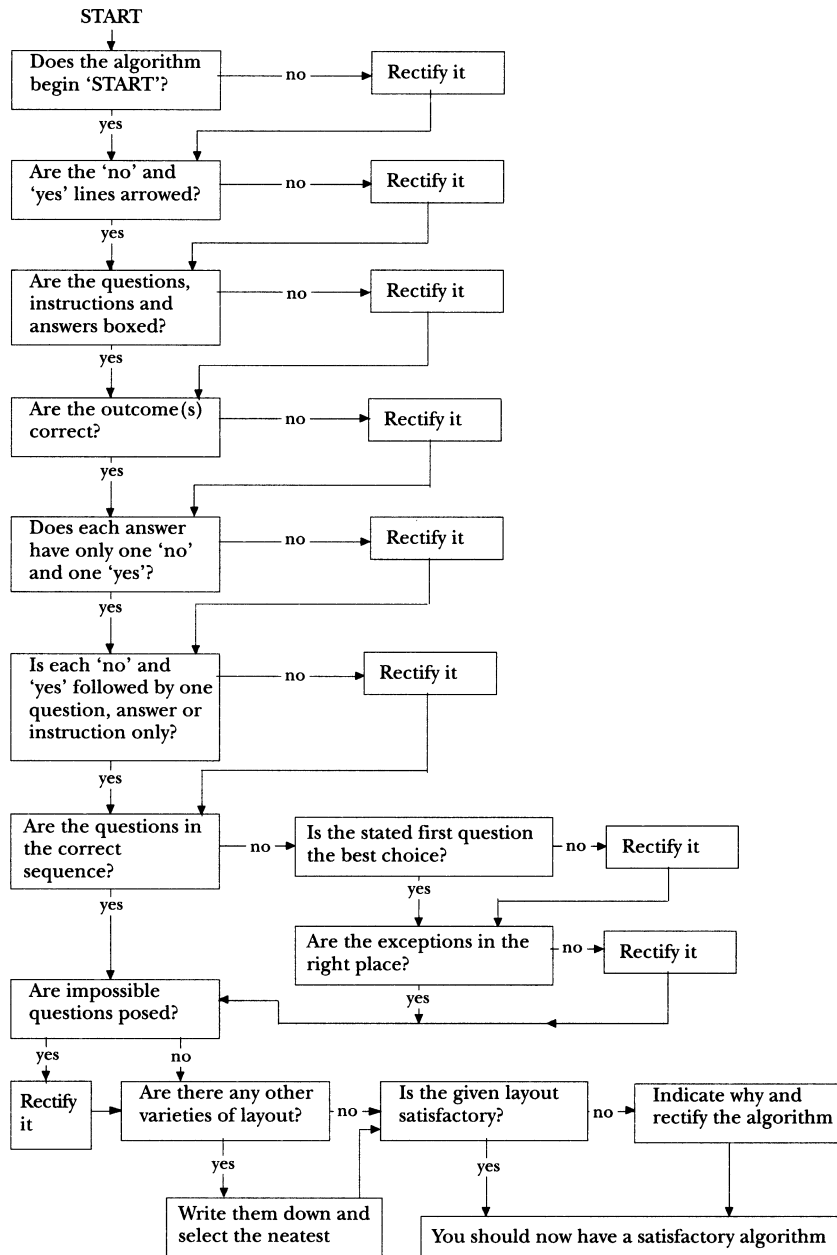 START
Does the algorithm
begin ‘START’?
no
Rectify it
yes
Are the ‘no’ and
‘yes’ lines arrowed?
no
Rectify it
yes
Are the questions,
instructions and
answers boxed?
no
Rectify it
yes
Are the outcome(s)
correct?
no
Rectify it
yes
Does each answer
have only one ‘no’
and one ‘yes’?
no
Rectify it
yes
Is each ‘no’ and
‘yes’ followed by one
question, answer or
instruction only?
no
Rectify it
yes
Are the questions in
the correct
sequence?
no
Is the stated first question
the best choice?
no
Rectify it
yes
yes
Are the exceptions in the
right place?
no
Rectify it
yes
Are impossible
questions posed?
yes
no
Rectify
it
Are there any other
varieties of layout?
no
Is the given layout
satisfactory?
no
Indicate why and
rectify the algorithm
yes
yes
Write them down and
select the neatest
You should now have a satisfactory algorithm